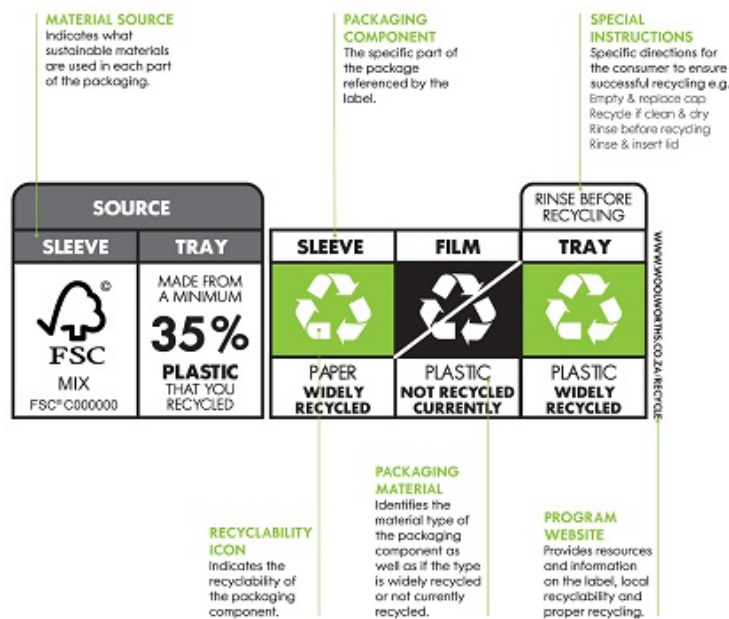 MATERIAL SOURCE
Indicates what
sustainable materials
are used in each part
of the packaging.
PACKAGING
COMPONENT
The specific part of
the package
referenced by the
label.
SPECIAL
INSTRUCTIONS
Specific directions for
the consumer to ensure
successful recycling e.g.
Empty & replace cap
Recycle if clean & dry
Rinse before recycling
Rinse & insert lid
SOURCE
SLEEVE
TRAY
©
FSC
MIX
FSC® C000000
MADE FROM
A MINIMUM
35%
PLASTIC
THAT YOU
RECYCLED
RINSE BEFORE
RECYCLING
SLEEVE
FILM
TRAY
PAPER
WIDELY
RECYCLED
PLASTIC
NOT RECYCLED
CURRENTLY
PLASTIC
WIDELY
RECYCLED
WWW.WOOLWORTHS.CO.ZA/RECYCLE
RECYCLABILITY
ICON
Indicates the
recyclability of
the packaging
component.
PACKAGING
MATERIAL
Identifies the
material type of
the packaging
component as
well as if the type
is widely recycled
or not currently
recycled.
PROGRAM
WEBSITE
Provides resources
and information
on the label, local
recyclability and
proper recycling.